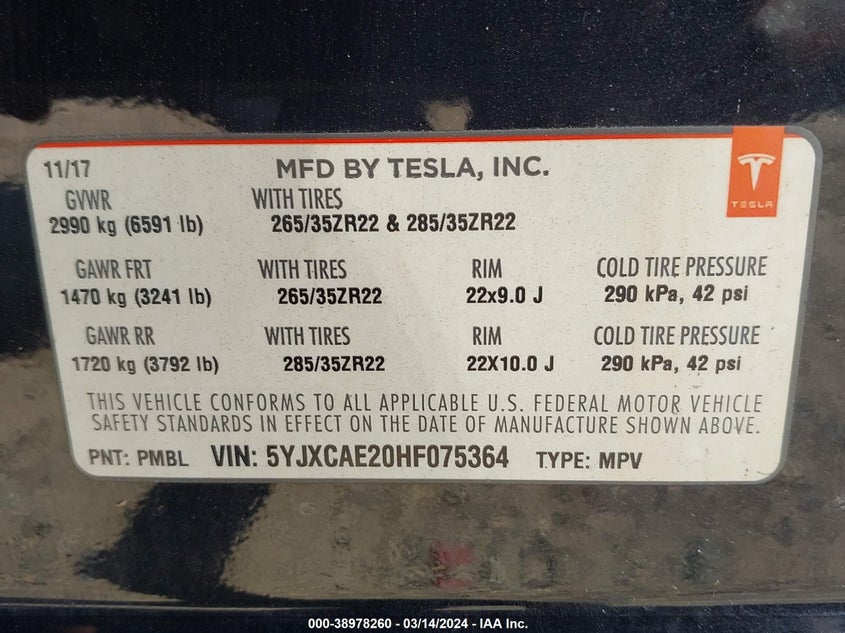 11/17 MFD BY TESLA, INC.
TESLA
GVWR WITH TIRES
2990 kg (6591 lb) 265/35ZR22 & 285/35ZR22
GAWR FRT WITH TIRES RIM COLD TIRE PRESSURE
1470 kg (3241 lb) 265/35ZR22 22x9.0 J 290 kPa, 42 psi
GAWR RR WITH TIRES RIM COLD TIRE PRESSURE
1720 kg (3792 lb) 285/35ZR22 22X10.0 J 290 kPa, 42 psi
THIS VEHICLE CONFORMS TO ALL APPLICABLE U.S. FEDERAL MOTOR VEHICLE
SAFETY STANDARDS IN EFFECT ON THE DATE OF MANUFACTURE SHOWN ABOVE.
PNT: PMBL VIN: 5YJXCAE20HF075364 TYPE: MPV
000-38978260 - 03/14/2024 - IAA Inc.